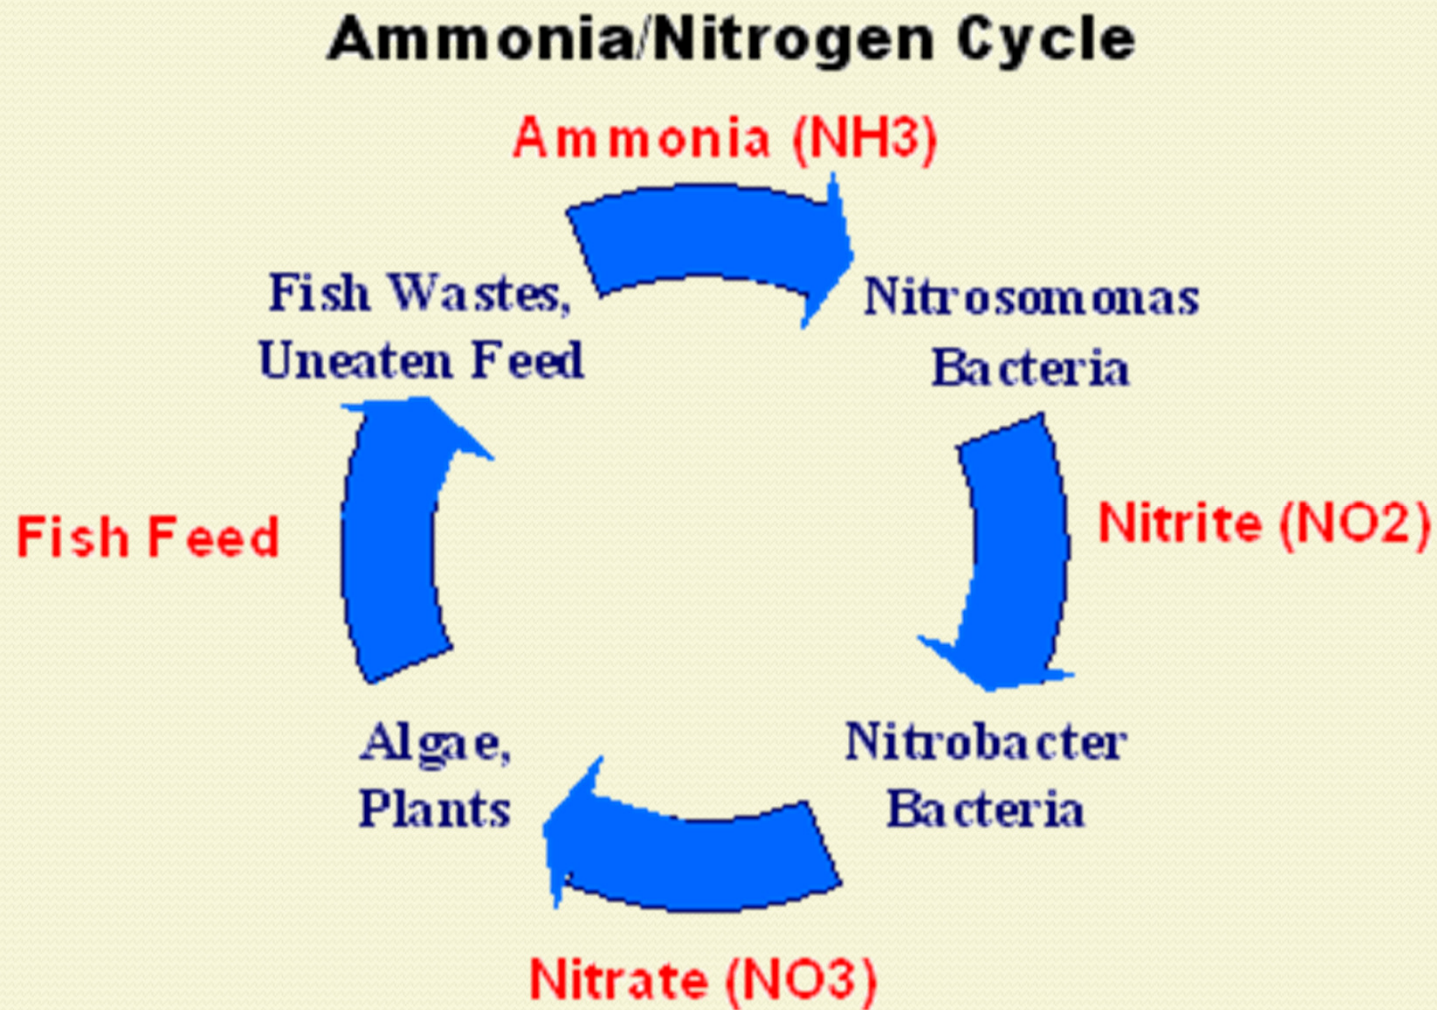 Ammonia/Nitrogen Cycle
Ammonia (NH3)
Fish Wastes,
Uneaten Feed
Nitrosomonas
Bacteria
Fish Feed
Nitrite (NO2)
Algae,
Plants
Nitrobacter
Bacteria
Nitrate (NO3)